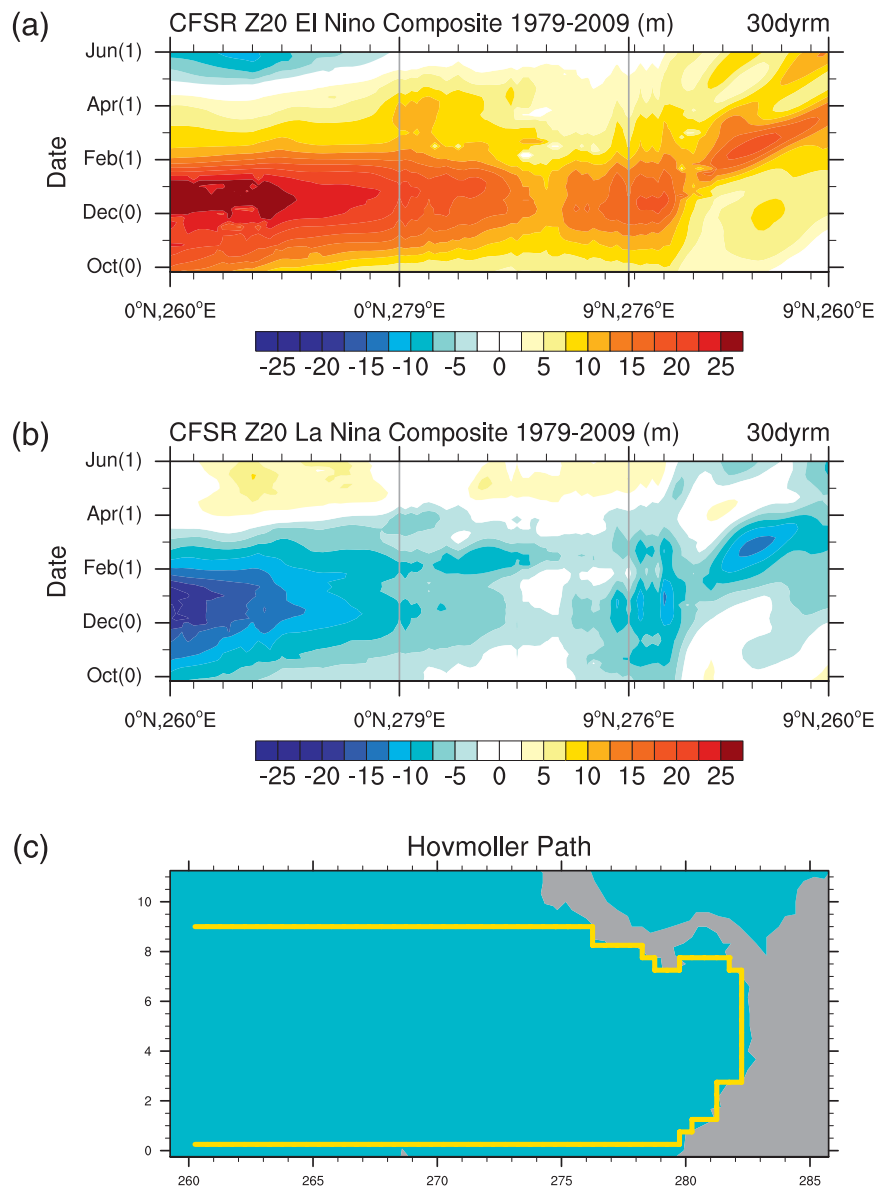 (a)
CFSR Z20 El Nino Composite 1979-2009 (m) 30dyrm
Jun(1)
Apr(1)
Feb(1)
Dec(0)
Oct(0)
Date
0°N,260°E 0°N,279°E 9°N,276°E 9°N,260°E
-25 -20 -15 -10 -5 0 5 10 15 20 25
(b)
CFSR Z20 La Nina Composite 1979-2009 (m) 30dyrm
Jun(1)
Apr(1)
Feb(1)
Dec(0)
Oct(0)
Date
0°N,260°E 0°N,279°E 9°N,276°E 9°N,260°E
-25 -20 -15 -10 -5 0 5 10 15 20 25
(c)
Hovmoller Path
10
8
6
4
2
0
260 265 270 275 280 285